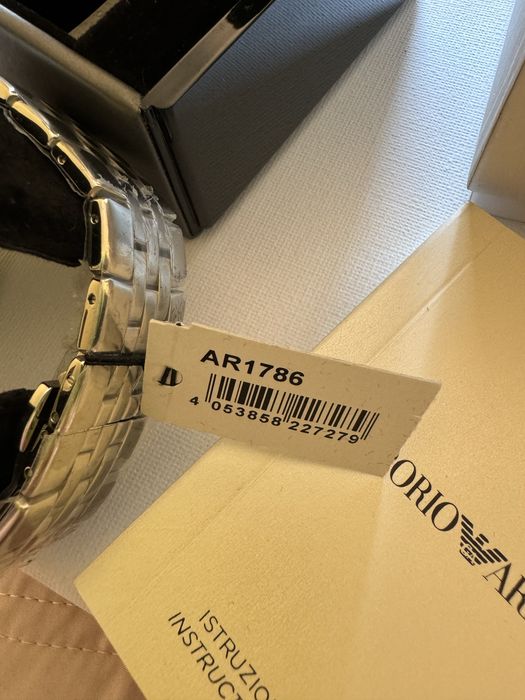 AR1786
4 053858 227279
ORIO AR
ISTRUZIO
INSTRUCT